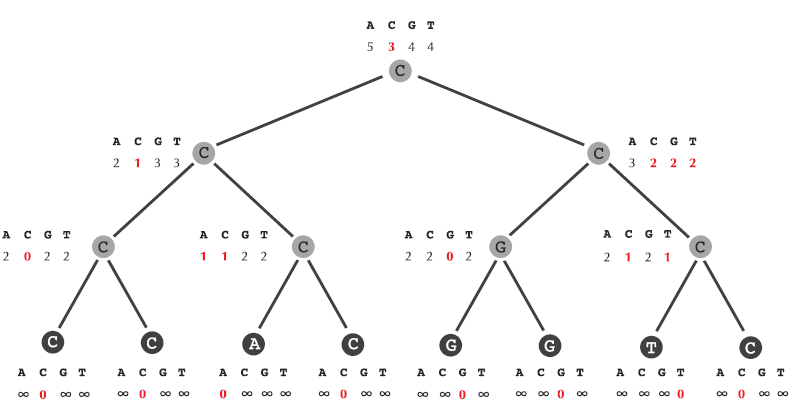 A C G T
5 3 4 4
C
A C G T
2 1 3 3
C
C
A C G T
3 2 2 2
A C G T
2 0 2 2
C
A C G T
1 1 2 2
C
A C G T
2 2 0 2
G
A C G T
2 1 2 1
C
C
C
A
C
G
G
T
C
A C G T
∞ 0 ∞ ∞
A C G T
∞ 0 ∞ ∞
A C G T
0 ∞ ∞ ∞
A C G T
∞ 0 ∞ ∞
A C G T
∞ ∞ 0 ∞
A C G T
∞ ∞ 0 ∞
A C G T
∞ ∞ ∞ 0
A C G T
∞ 0 ∞ ∞